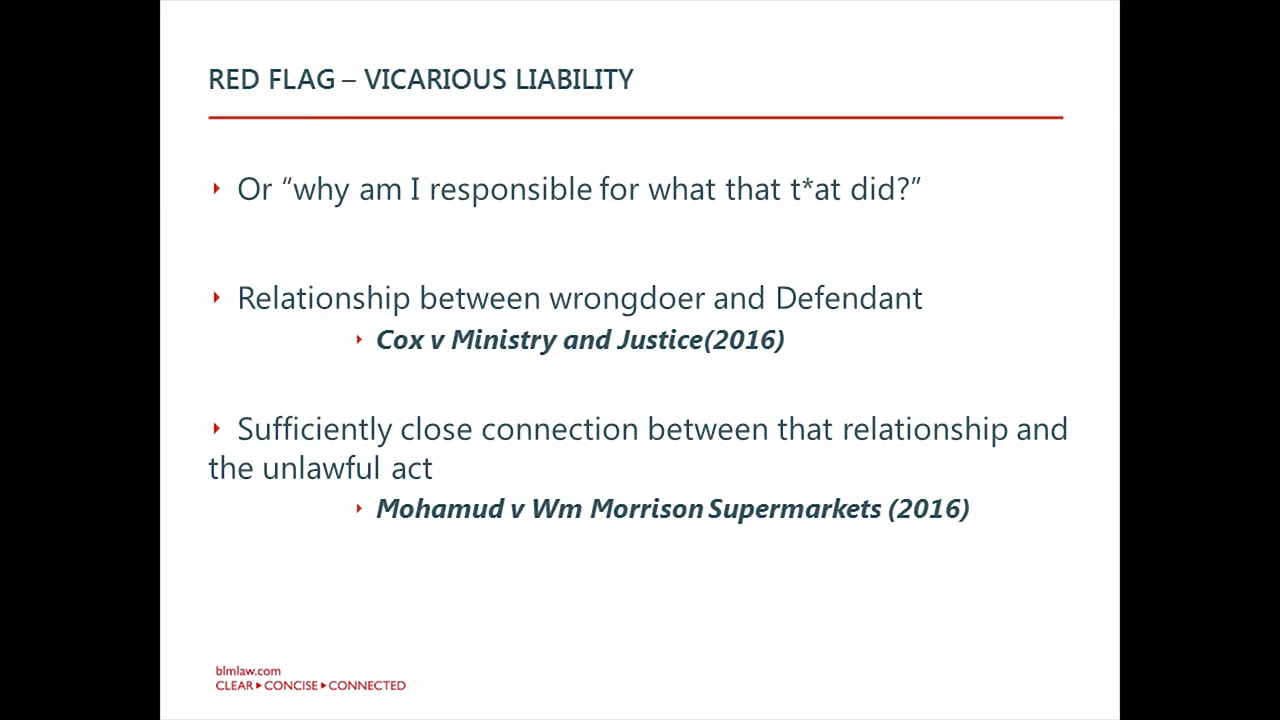 RED FLAG – VICARIOUS LIABILITY
Or “why am I responsible for what that t*at did?”
Relationship between wrongdoer and Defendant
Cox v Ministry and Justice(2016)
Sufficiently close connection between that relationship and
the unlawful act
Mohamud v Wm Morrison Supermarkets (2016)
blmlaw.com
CLEAR▸CONCISE▸CONNECTED